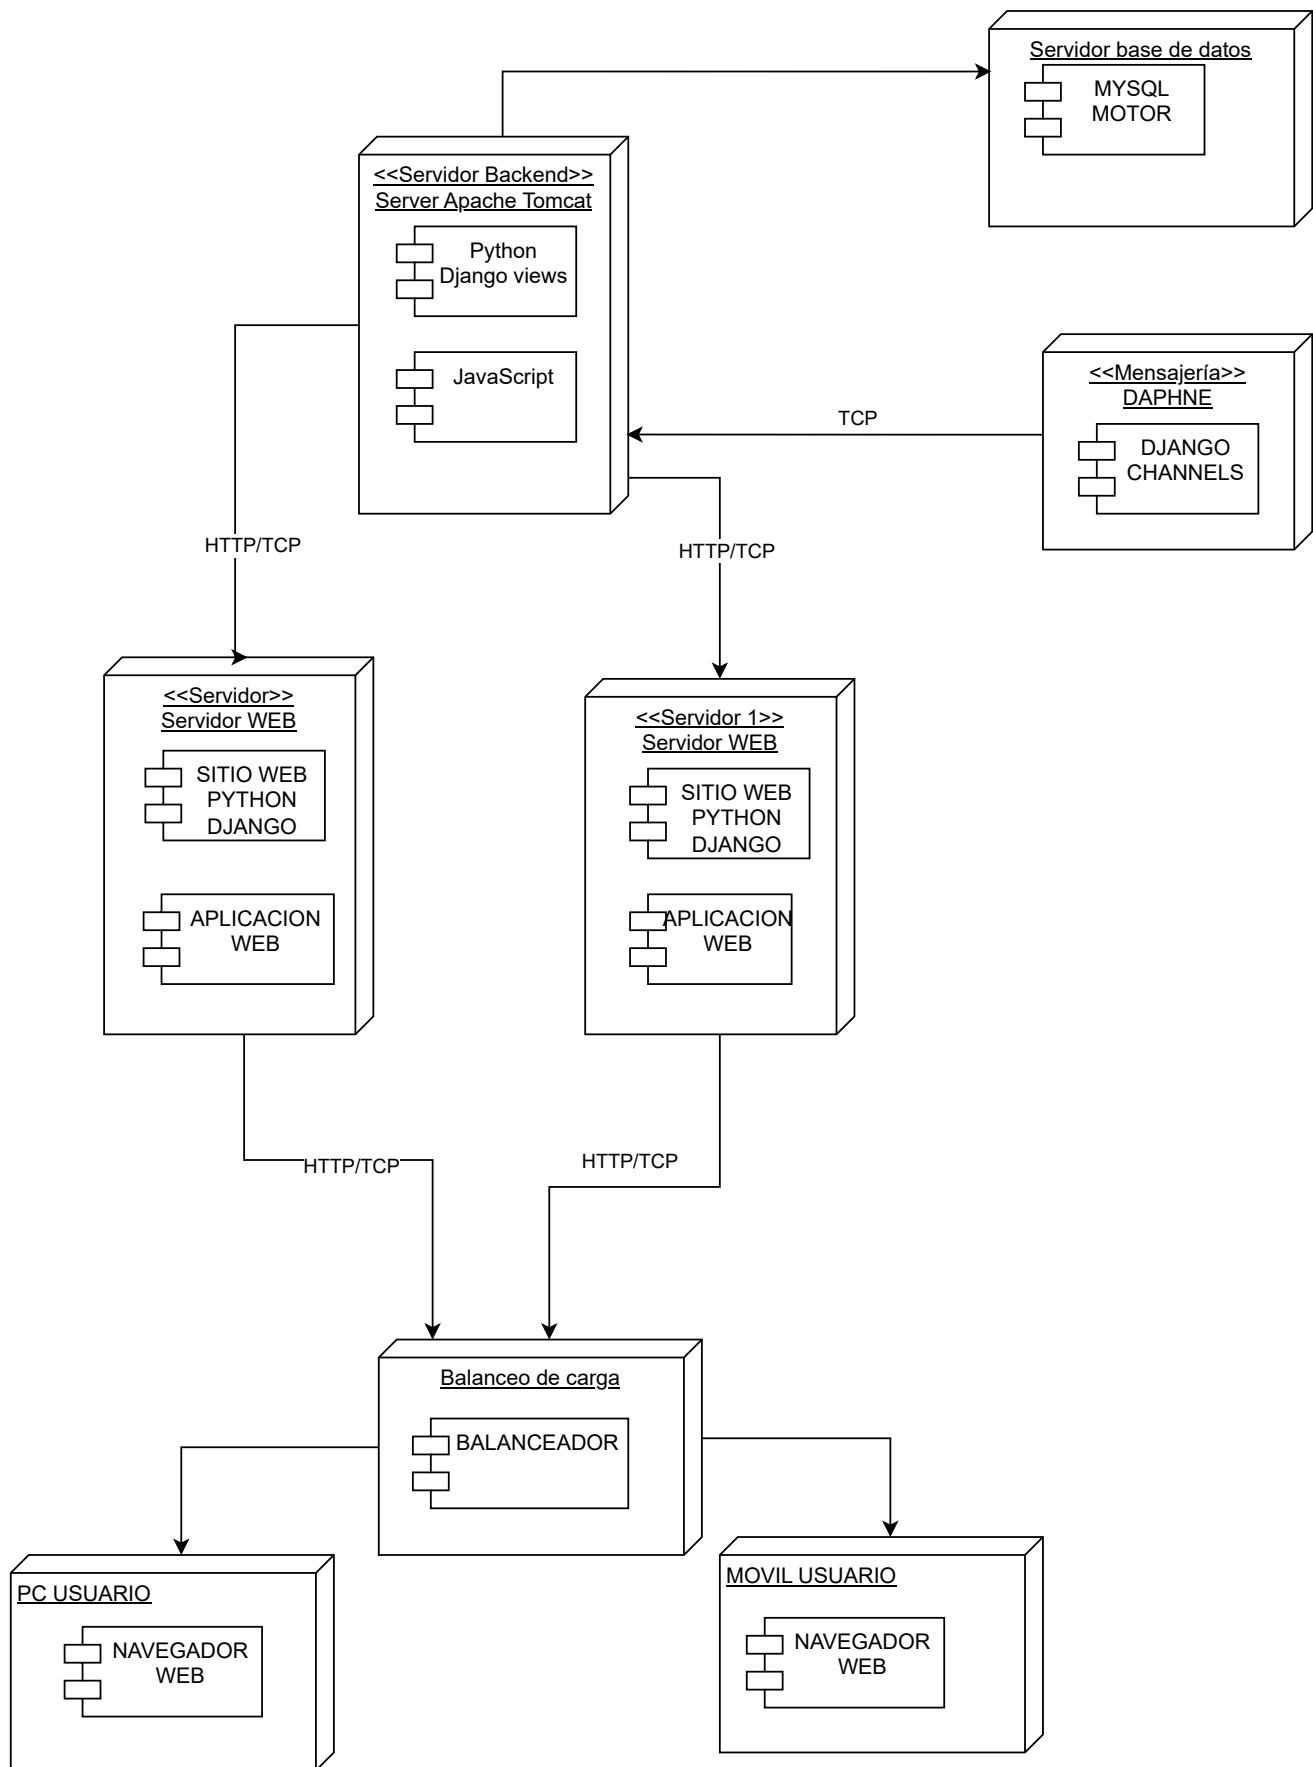 Servidor base de datos
MYSQL
MOTOR
<<Servidor Backend>>
Server Apache Tomcat
Python
Django views
JavaScript
<<Mensajería>>
DAPHNE
DJANGO
CHANNELS
TCP
HTTP/TCP
HTTP/TCP
<<Servidor>>
Servidor WEB
SITIO WEB
PYTHON
DJANGO
APLICACION
WEB
<<Servidor 1>>
Servidor WEB
SITIO WEB
PYTHON
DJANGO
APLICACION
WEB
HTTP/TCP
HTTP/TCP
Balanceo de carga
BALANCEADOR
PC USUARIO
NAVEGADOR
WEB
MOVIL USUARIO
NAVEGADOR
WEB